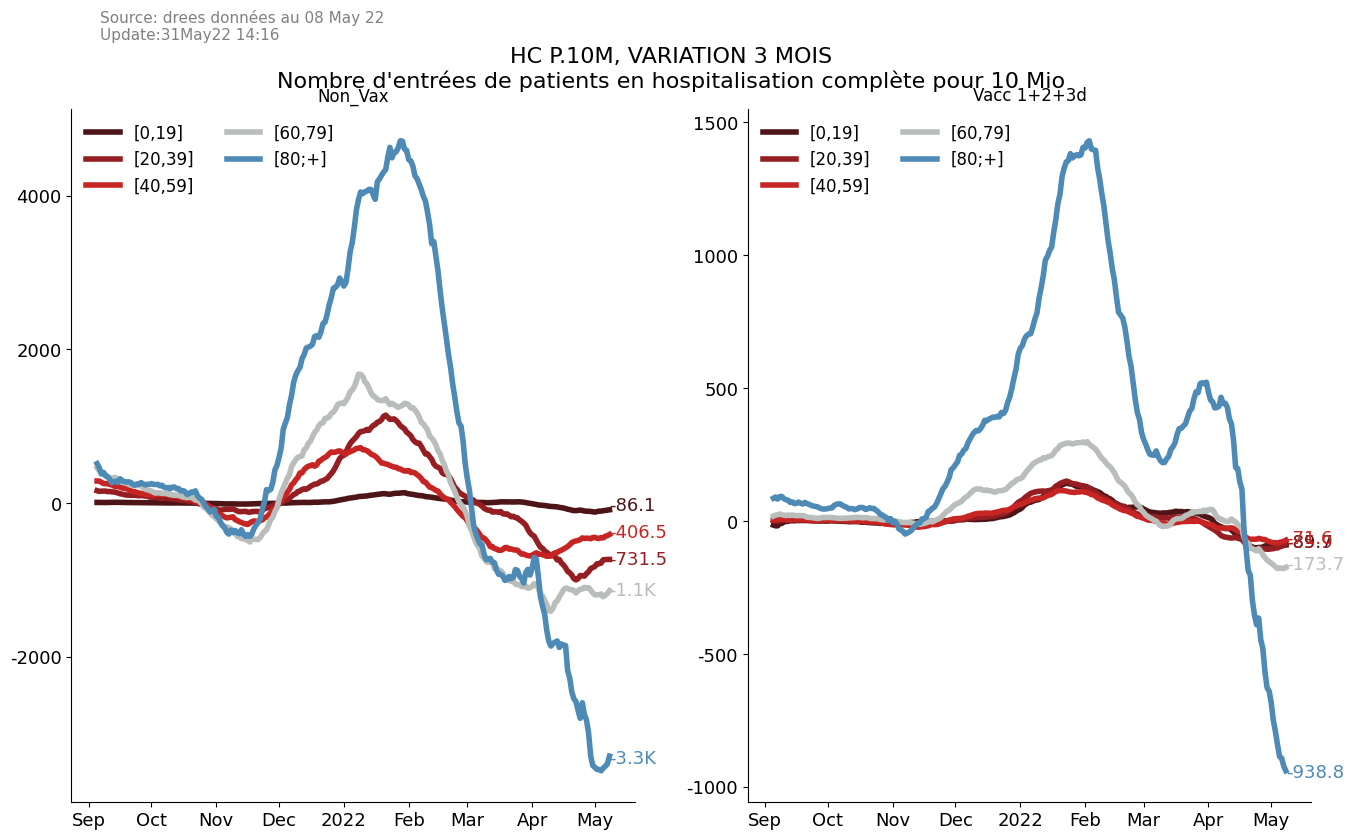 Source: drees données au 08 May 22
Update:31May22 14:16
HC P.10M, VARIATION 3 MOIS
Nombre d'entrées de patients en hospitalisation complète pour 10 Mio
Non_Vax
[0,19]
[20,39]
[40,59]
[60,79]
[80;+]
4000
2000
0
-2000
-86.1
-406.5
-731.5
-1.1K
-3.3K
Sep Oct Nov Dec 2022 Feb Mar Apr May
Vacc 1+2+3d
[0,19]
[20,39]
[40,59]
[60,79]
[80;+]
1500
1000
500
0
-500
-1000
-173.7
-938.8
Sep Oct Nov Dec 2022 Feb Mar Apr May